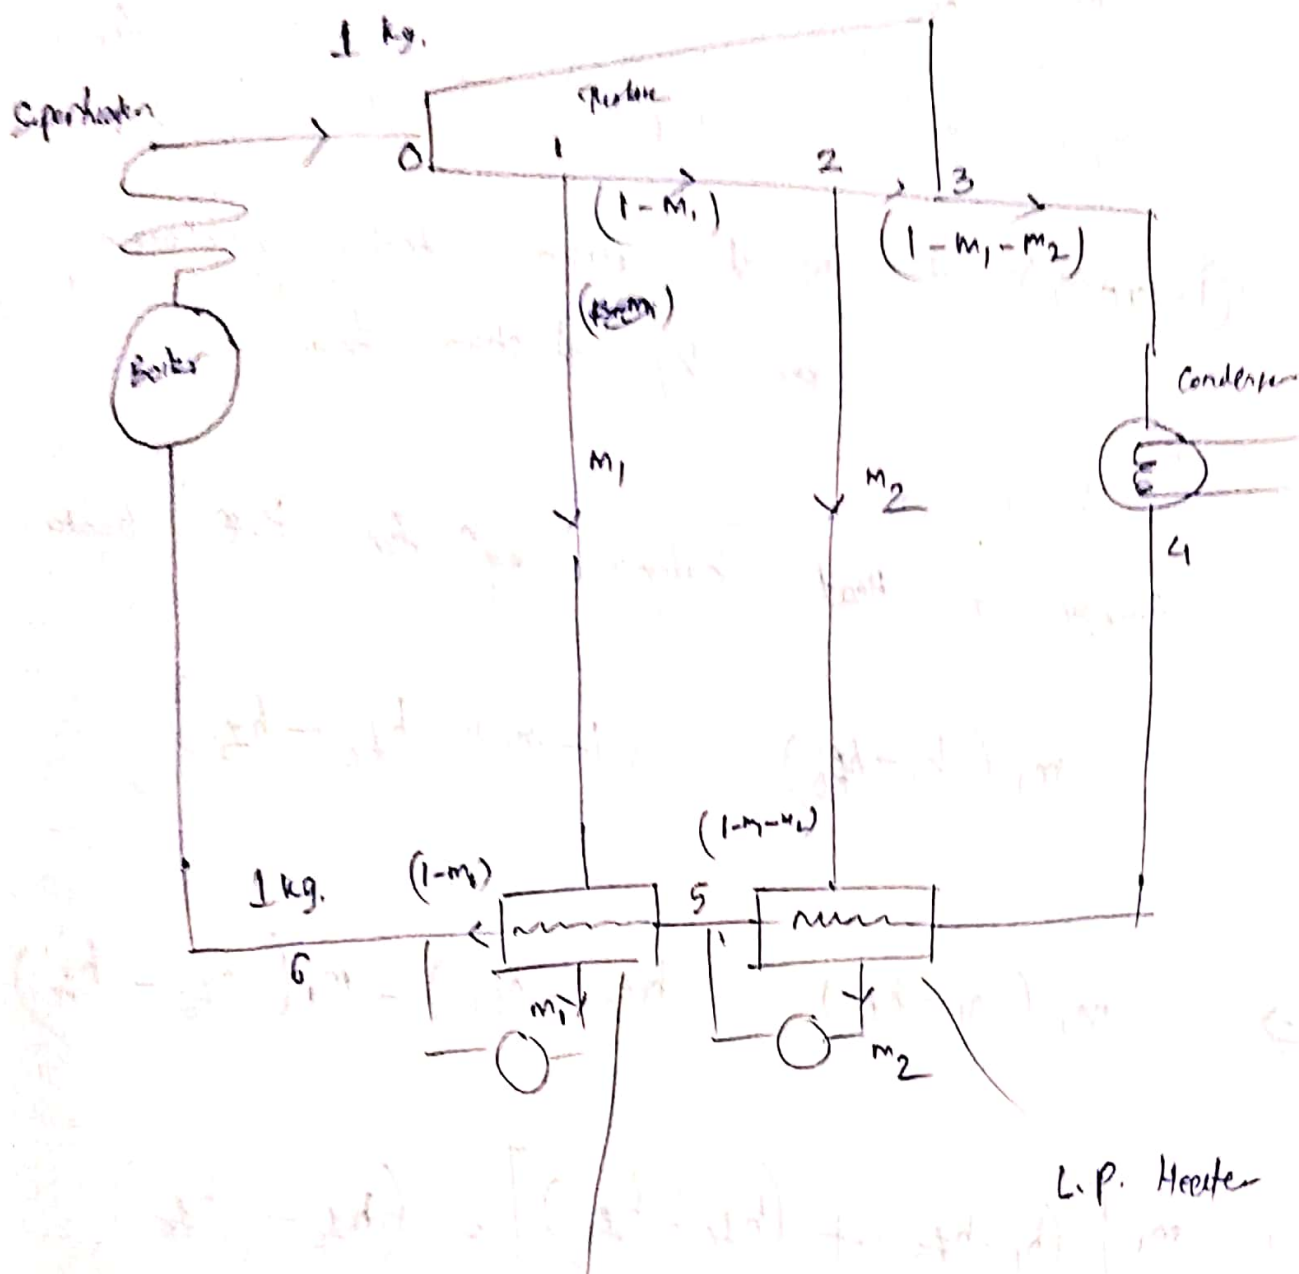 1 kg.
Superheater
Turbine
0
1
2
3
(1-m₁)
(1-m₁-m₂)
Boiler
Condenser
m₁
m₂
4
(1-m₁-m₂)
(1-m₁)
1 kg.
5
6
m₁
m₂
L.P. Heater